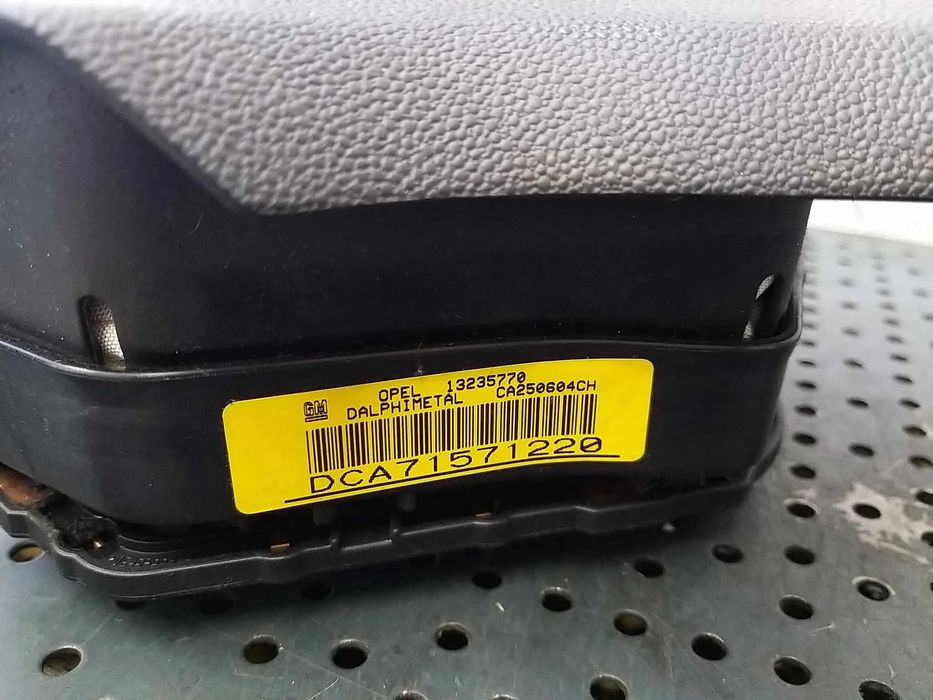 GM OPEL 13235770
DALPHIMETAL CA250604CH
DCA71571220